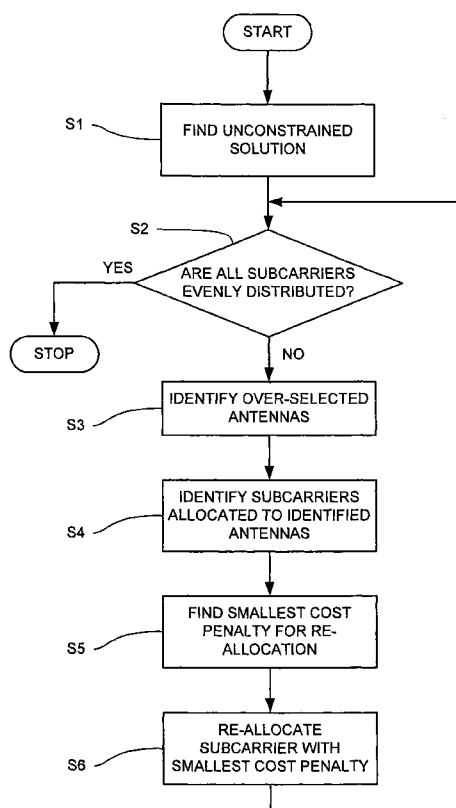 START
S1
FIND UNCONSTRAINED
SOLUTION
S2
YES
ARE ALL SUBCARRIERS
EVENLY DISTRIBUTED?
STOP
NO
S3
IDENTIFY OVER-SELECTED
ANTENNAS
S4
IDENTIFY SUBCARRIERS
ALLOCATED TO IDENTIFIED
ANTENNAS
S5
FIND SMALLEST COST
PENALTY FOR RE-
ALLOCATION
S6
RE-ALLOCATE
SUBCARRIER WITH
SMALLEST COST PENALTY